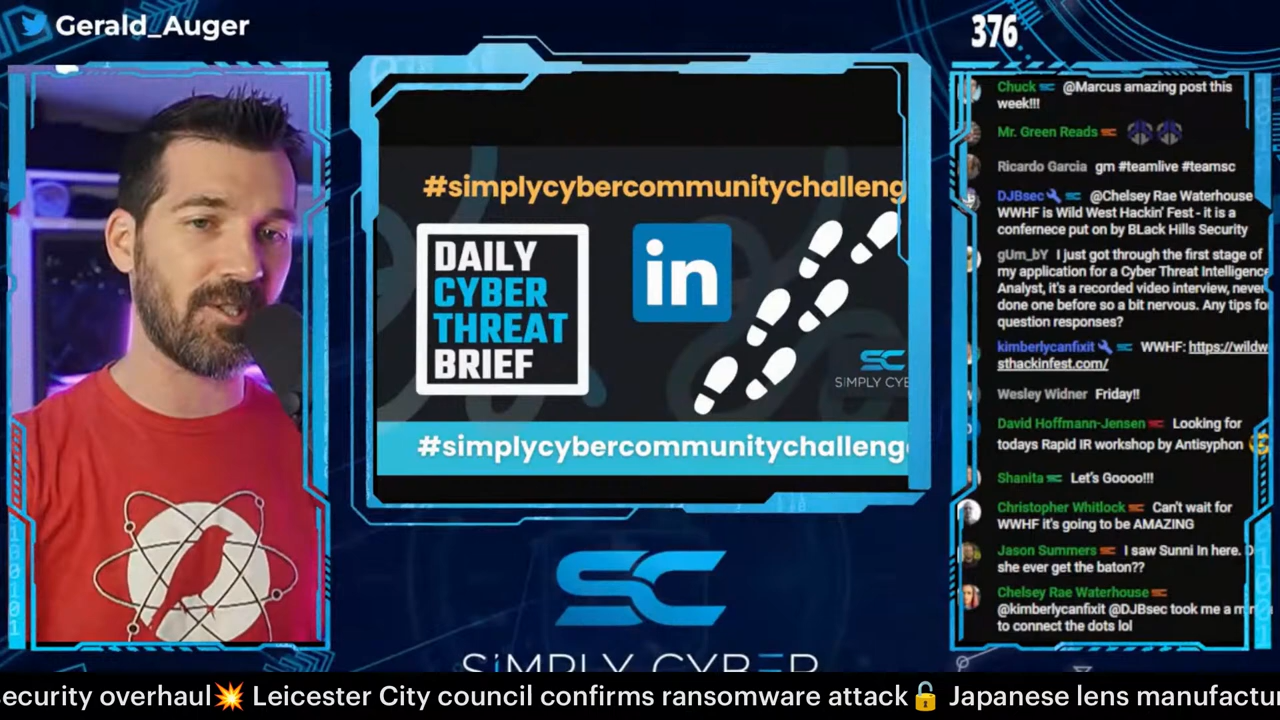 Gerald_Auger
376
#simplycybercommunitychalleng
DAILY
CYBER
THREAT
BRIEF
in
SC
SIMPLY CYBE
#simplycybercommunitychalleng
SC
SIMPLY CYBER
Chuck @Marcus amazing post this
week!!!
Mr. Green Reads
Ricardo Garcia gm #teamlive #teamsc
DJBsec @Chelsey Rae Waterhouse
WWHF is Wild West Hackin' Fest - it is a
confernece put on by BLack Hills Security
gUm_bY I just got through the first stage of
my application for a Cyber Threat Intelligence
Analyst, it's a recorded video interview, never
done one before so a bit nervous. Any tips fo
question responses?
kimberlycanfixit WWHF: https://wildw
sthackinfest.com/
Wesley Widner Friday!!
David Hoffmann-Jensen Looking for
todays Rapid IR workshop by Antisyphon
Shanita Let's Goooo!!!
Christopher Whitlock Can't wait for
WWHF it's going to be AMAZING
Jason Summers I saw Sunni In here. D
she ever get the baton??
Chelsey Rae Waterhouse
@kimberlycanfixit @DJBsec took me a m
to connect the dots lol
security overhaul💥 Leicester City council confirms ransomware attack🔓 Japanese lens manufactu